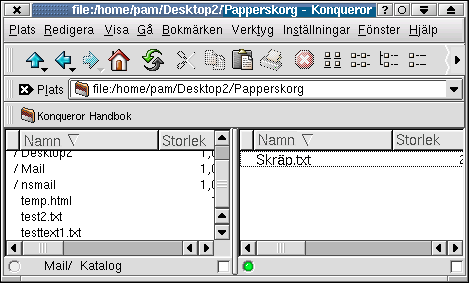 file:/home/pam/Desktop2/Papperskorg - Konqueror
Plats Redigera Visa Gå Bokmärken Verktyg Inställningar Fönster Hjälp
Plats file:/home/pam/Desktop2/Papperskorg
Konqueror Handbok
Namn Storlek
/ Desktop2 1,0
/ Mail 1,0
/ nsmail 1,0
temp.html
test2.txt
testtext1.txt
Mail/ Katalog
Namn Storlek
Skräp.txt 2